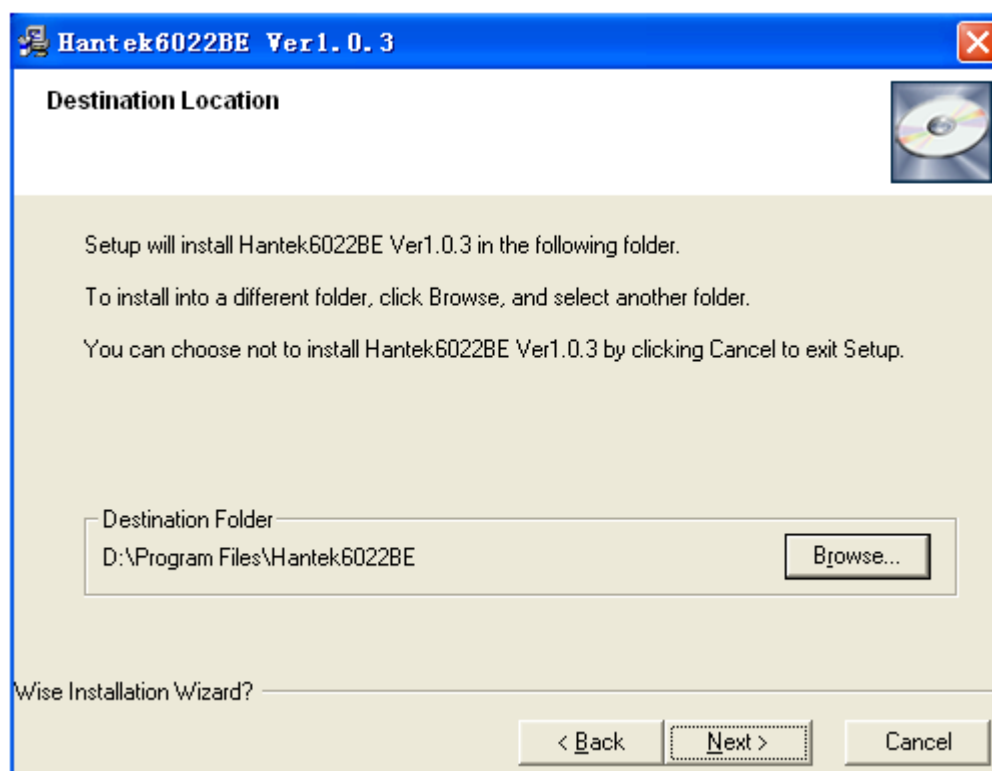 Hantek6022BE Ver1.0.3
Destination Location
Setup will install Hantek6022BE Ver1.0.3 in the following folder.
To install into a different folder, click Browse, and select another folder.
You can choose not to install Hantek6022BE Ver1.0.3 by clicking Cancel to exit Setup.
Destination Folder
D:\Program Files\Hantek6022BE
Browse...
Wise Installation Wizard?
< Back
Next >
Cancel